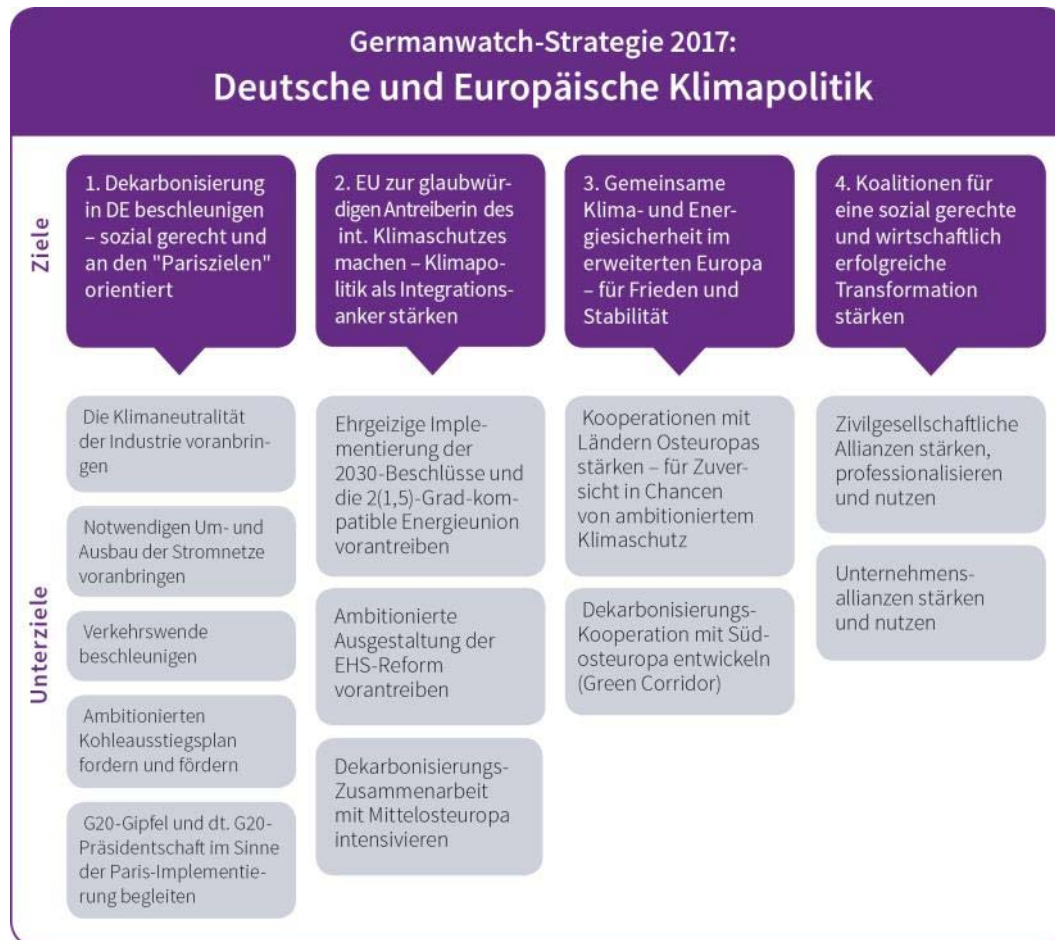 Germanwatch-Strategie 2017:
Deutsche und Europäische Klimapolitik
Ziele
1. Dekarbonisierung
in DE beschleunigen
– sozial gerecht und
an den "Pariszielen"
orientiert
2. EU zur glaubwür-
digen Antreiberin des
int. Klimaschutzes
machen – Klimapo-
litik als Integrations-
anker stärken
3. Gemeinsame
Klima- und Ener-
giesicherheit im
erweiterten Europa
– für Frieden und
Stabilität
4. Koalitionen für
eine sozial gerechte
und wirtschaftlich
erfolgreiche
Transformation
stärken
Unterziele
Die Klimaneutralität
der Industrie voranbrin-
gen
Notwendigen Um- und
Ausbau der Stromnetze
voranbringen
Verkehrswende
beschleunigen
Ambitionierten
Kohleausstiegsplan
fordern und fördern
G20-Gipfel und dt. G20-
Präsidentschaft im Sinne
der Paris-Implementie-
rung begleiten
Ehrgeizige Imple-
mentierung der
2030-Beschlüsse und
die 2(1,5)-Grad-kom-
patible Energieunion
vorantreiben
Ambitionierte
Ausgestaltung der
EHS-Reform
vorantreiben
Dekarbonisierungs-
Zusammenarbeit
mit Mittelosteuropa
intensivieren
Kooperationen mit
Ländern Osteuropas
stärken – für Zuver-
sicht in Chancen
von ambitioniertem
Klimaschutz
Dekarbonisierungs-
Kooperation mit Süd-
osteuropa entwickeln
(Green Corridor)
Zivilgesellschaftliche
Allianzen stärken,
professionalisieren
und nutzen
Unternehmens-
allianzen stärken
und nutzen